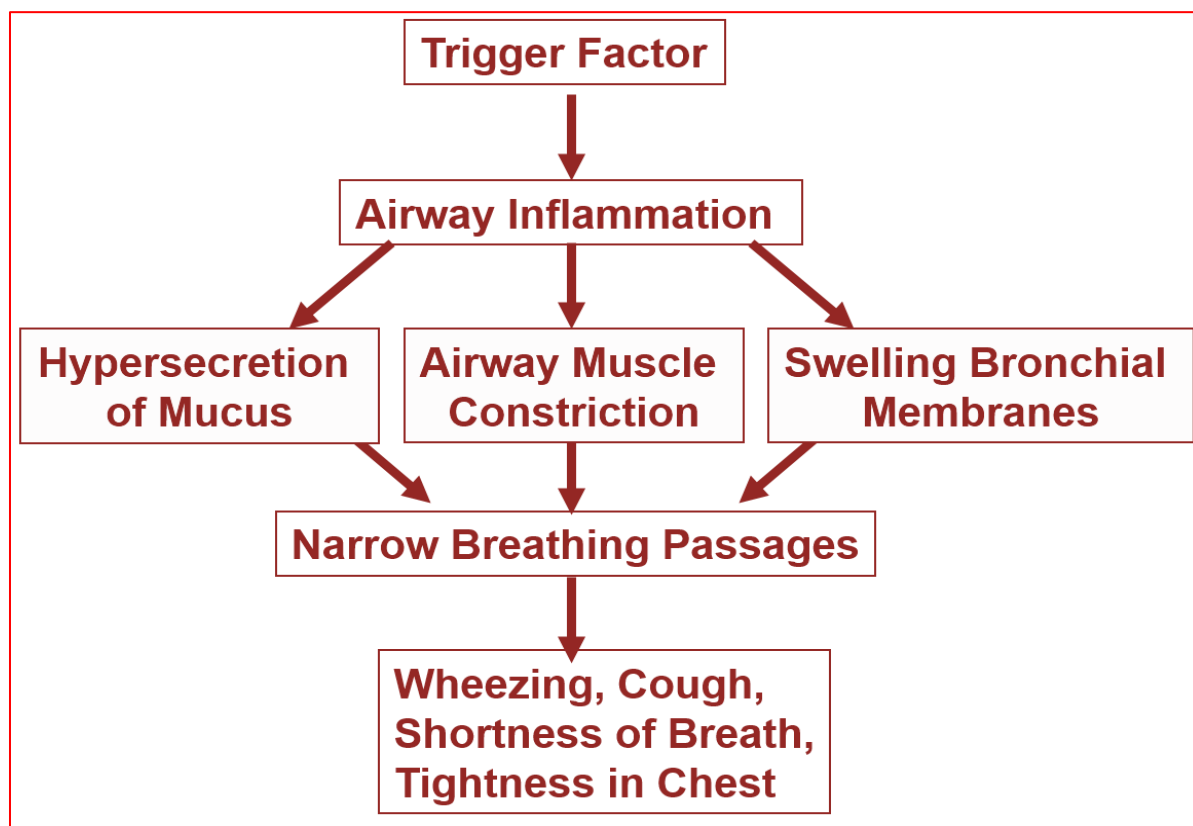 Trigger Factor
Airway Inflammation
Hypersecretion
of Mucus
Airway Muscle
Constriction
Swelling Bronchial
Membranes
Narrow Breathing Passages
Wheezing, Cough,
Shortness of Breath,
Tightness in Chest